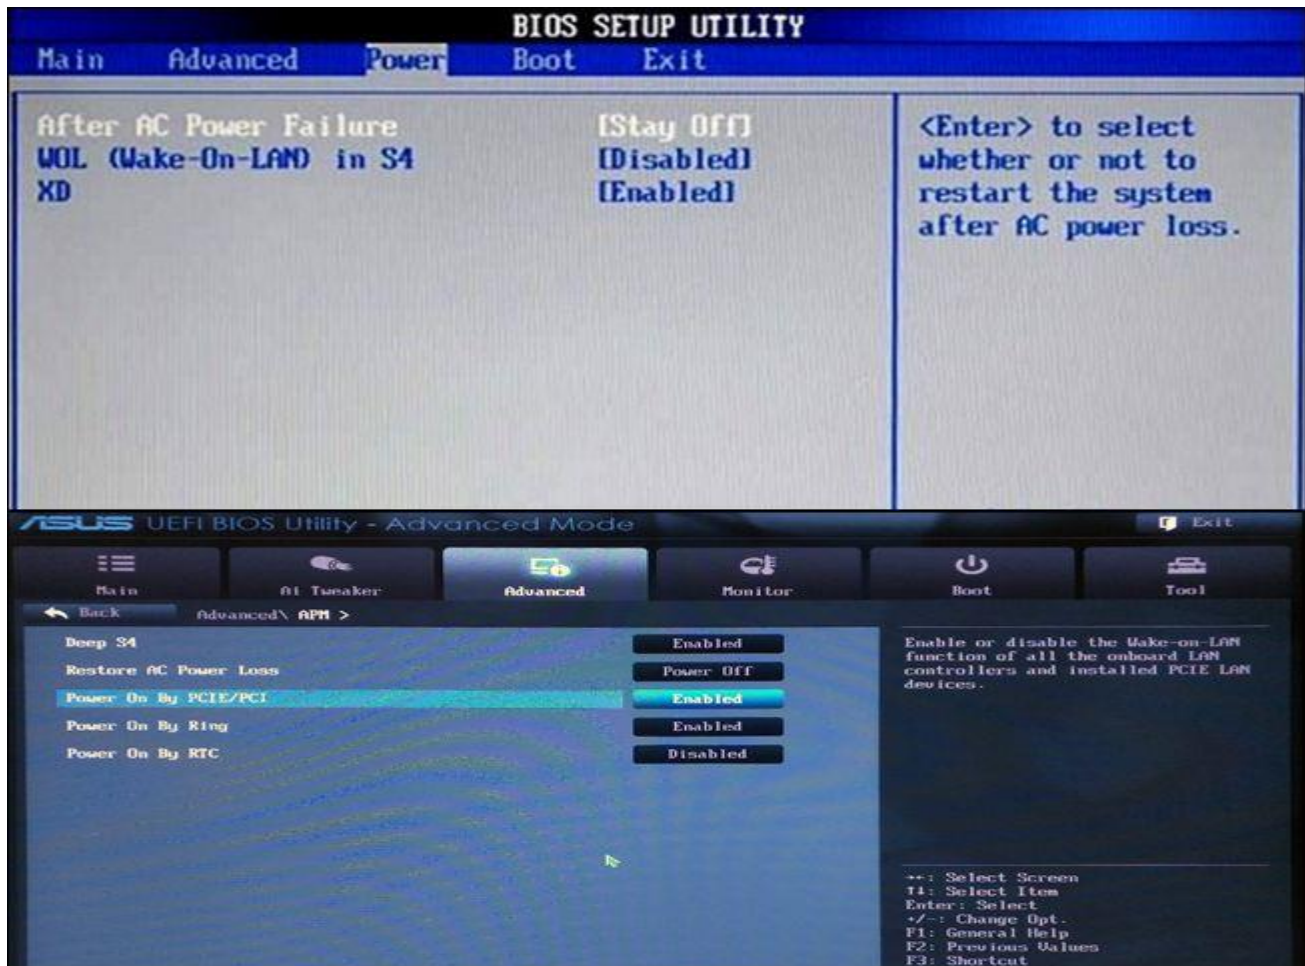 BIOS SETUP UTILITY
Main Advanced Power Boot Exit
After AC Power Failure [Stay Off]
WOL (Wake-On-LAN) in S4 [Disabled]
XD [Enabled]
<Enter> to select
whether or not to
restart the system
after AC power loss.
ASUS UEFI BIOS Utility - Advanced Mode
Exit
Main Ai Tweaker Advanced Monitor Boot Tool
Back Advanced\ APM >
Deep S4 Enabled
Restore AC Power Loss Power Off
Power On By PCIE/PCI Enabled
Power On By Ring Enabled
Power On By RTC Disabled
Enable or disable the Wake-on-LAN
function of all the onboard LAN
controllers and installed PCIE LAN
devices.
→←: Select Screen
↑↓: Select Item
Enter: Select
+/-: Change Opt.
F1: General Help
F2: Previous Values
F3: Shortcut